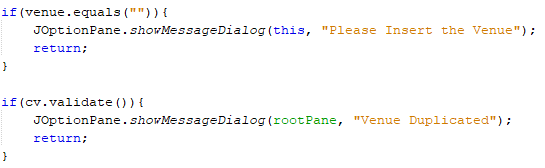 if(venue.equals("")){
JOptionPane.showMessageDialog(this, "Please Insert the Venue");
return;
}
if(cv.validate()){
JOptionPane.showMessageDialog(rootPane, "Venue Duplicated");
return;
}